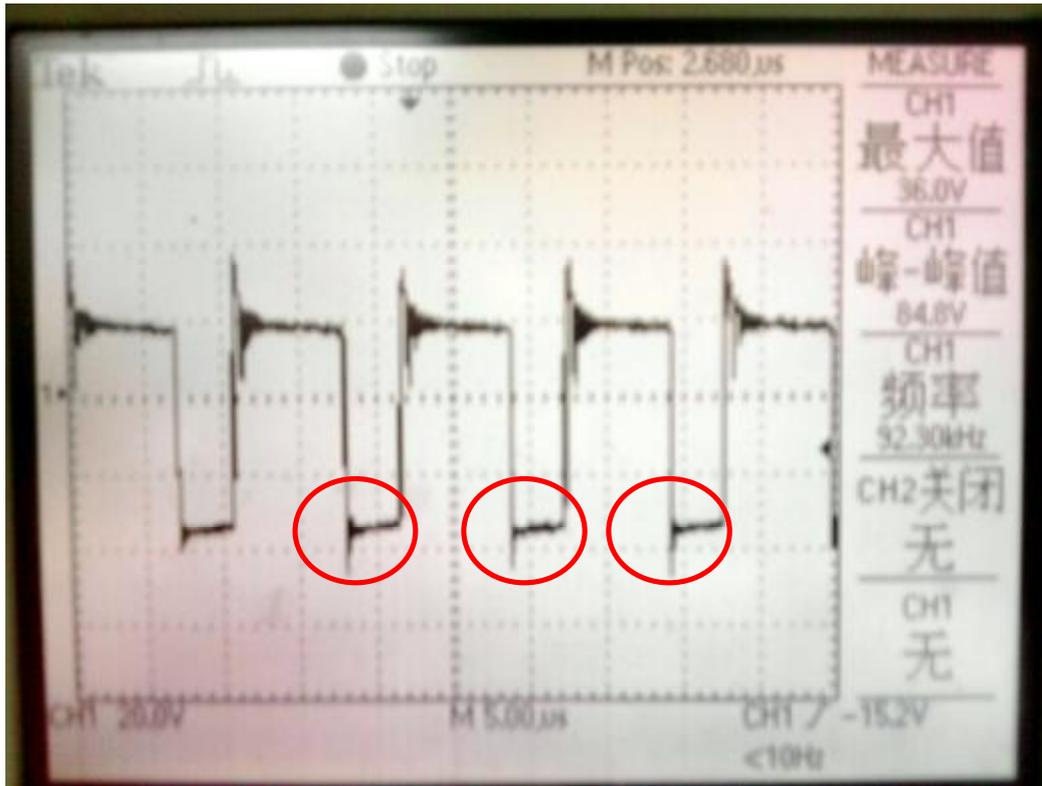 Tek Stop M Pos: 2.680µs MEASURE
CH1
最大值
36.0V
CH1
峰-峰值
84.8V
CH1
频率
92.30kHz
CH2关闭
无
CH1
无
1
CH1 20.0V M 5.00µs CH1 -15.2V
<10Hz